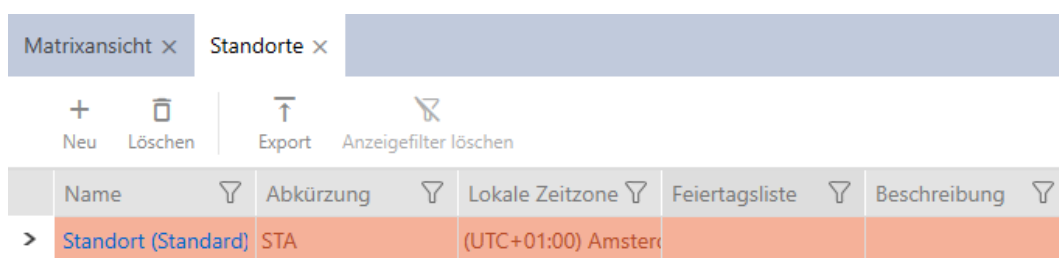 Matrixansicht × Standorte ×
Neu Löschen Export Anzeigefilter löschen
Name Abkürzung Lokale Zeitzone Feiertagsliste Beschreibung
Standort (Standard) STA (UTC+01:00) Amster